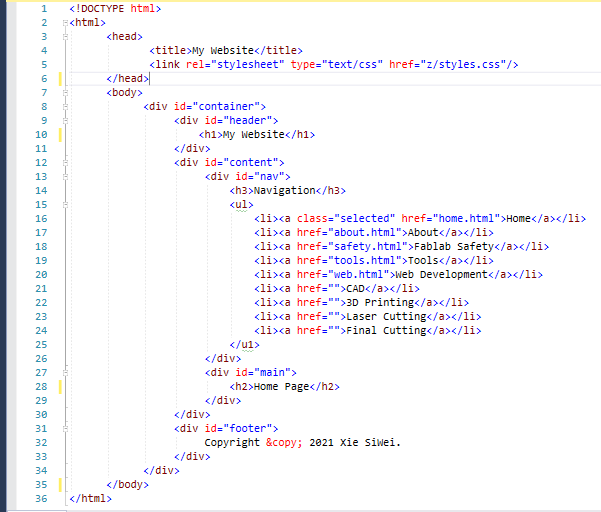 1 <!DOCTYPE html>
2 <html>
3 <head>
4 <title>My Website</title>
5 <link rel="stylesheet" type="text/css" href="z/styles.css"/>
6 </head>
7 <body>
8 <div id="container">
9 <div id="header">
10 <h1>My Website</h1>
11 </div>
12 <div id="content">
13 <div id="nav">
14 <h3>Navigation</h3>
15 <ul>
16 <li><a class="selected" href="home.html">Home</a></li>
17 <li><a href="about.html">About</a></li>
18 <li><a href="safety.html">Fablab Safety</a></li>
19 <li><a href="tools.html">Tools</a></li>
20 <li><a href="web.html">Web Development</a></li>
21 <li><a href="">CAD</a></li>
22 <li><a href="">3D Printing</a></li>
23 <li><a href="">Laser Cutting</a></li>
24 <li><a href="">Final Cutting</a></li>
25 </u1>
26 </div>
27 <div id="main">
28 <h2>Home Page</h2>
29 </div>
30 </div>
31 <div id="footer">
32 Copyright &copy; 2021 Xie SiWei.
33 </div>
34 </div>
35 </body>
36 </html>